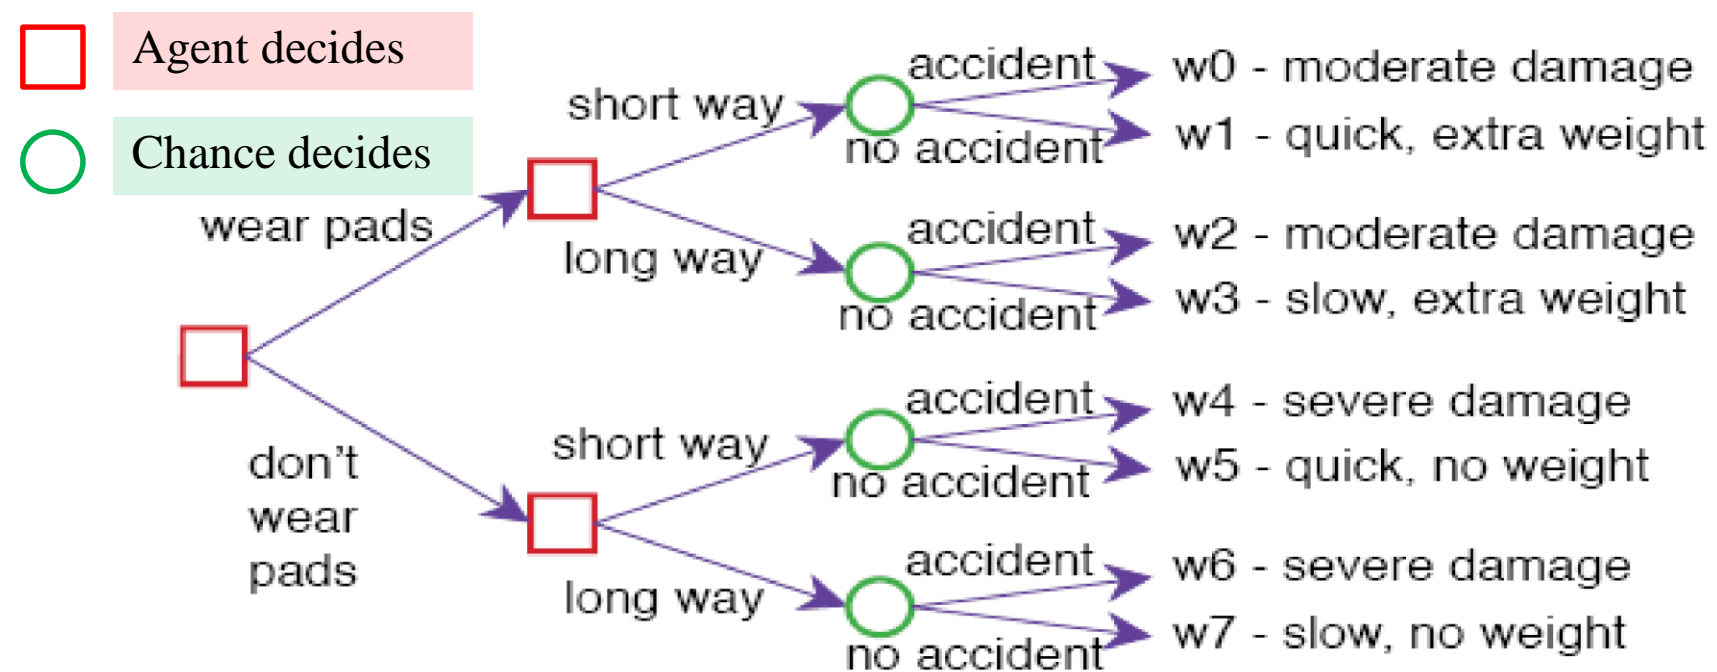 Agent decides
Chance decides
wear pads
don't
wear
pads
short way
long way
short way
long way
accident
no accident
accident
no accident
accident
no accident
accident
no accident
w0 - moderate damage
w1 - quick, extra weight
w2 - moderate damage
w3 - slow, extra weight
w4 - severe damage
w5 - quick, no weight
w6 - severe damage
w7 - slow, no weight